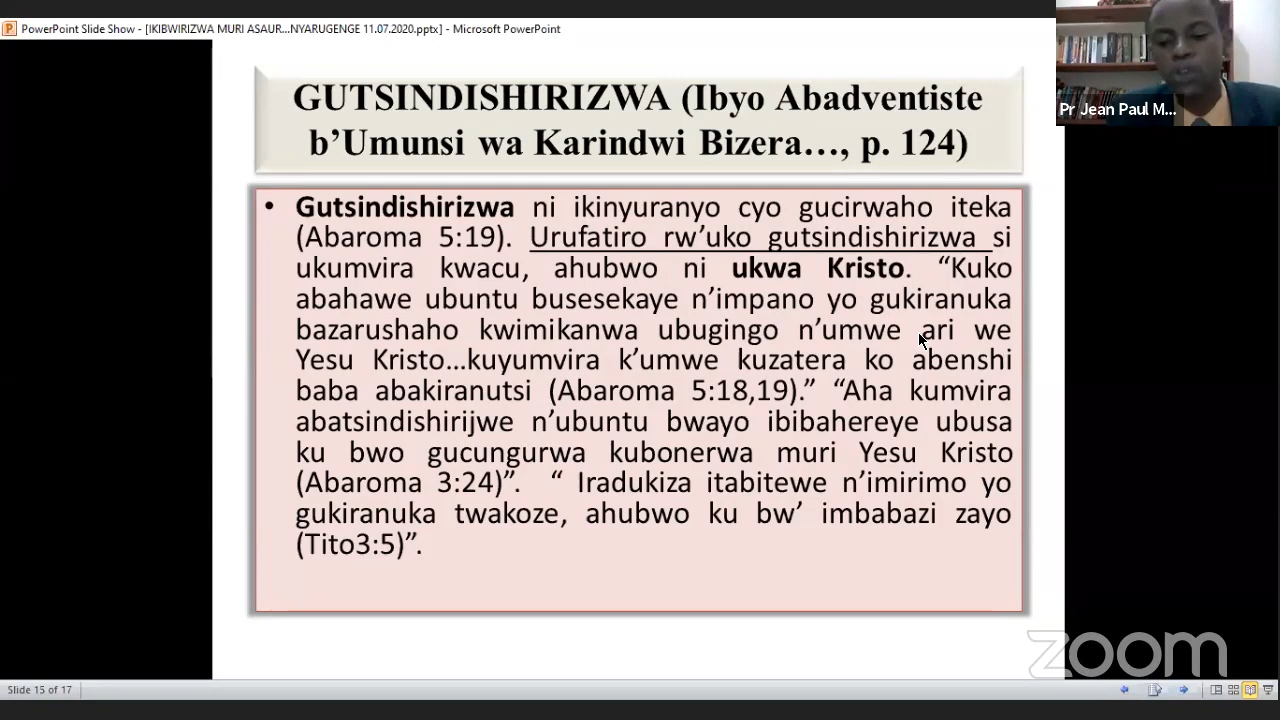 PowerPoint Slide Show - [IKIBWIRIZWA MURI ASAUR...NYARUGENGE 11.07.2020.pptx] - Microsoft PowerPoint
Pr Jean Paul M...
GUTSINDISHIRIZWA (Ibyo Abadventiste
b’Umunsi wa Karindwi Bizera…, p. 124)
• Gutsindishirizwa ni ikinyuranyo cyo gucirwaho iteka
(Abaroma 5:19). Urufatiro rw’uko gutsindishirizwa si
ukumvira kwacu, ahubwo ni ukwa Kristo. “Kuko
abahawe ubuntu busesekaye n’impano yo gukiranuka
bazarushaho kwimikanwa ubugingo n’umwe ari we
Yesu Kristo…kuyumvira k’umwe kuzatera ko abenshi
baba abakiranutsi (Abaroma 5:18,19).” “Aha kumvira
abatsindishirijwe n’ubuntu bwayo ibibahereye ubusa
ku bwo gucungurwa kubonerwa muri Yesu Kristo
(Abaroma 3:24)”. “ Iradukiza itabitewe n’imirimo yo
gukiranuka twakoze, ahubwo ku bw’ imbabazi zayo
(Tito3:5)”.
zoom
Slide 15 of 17